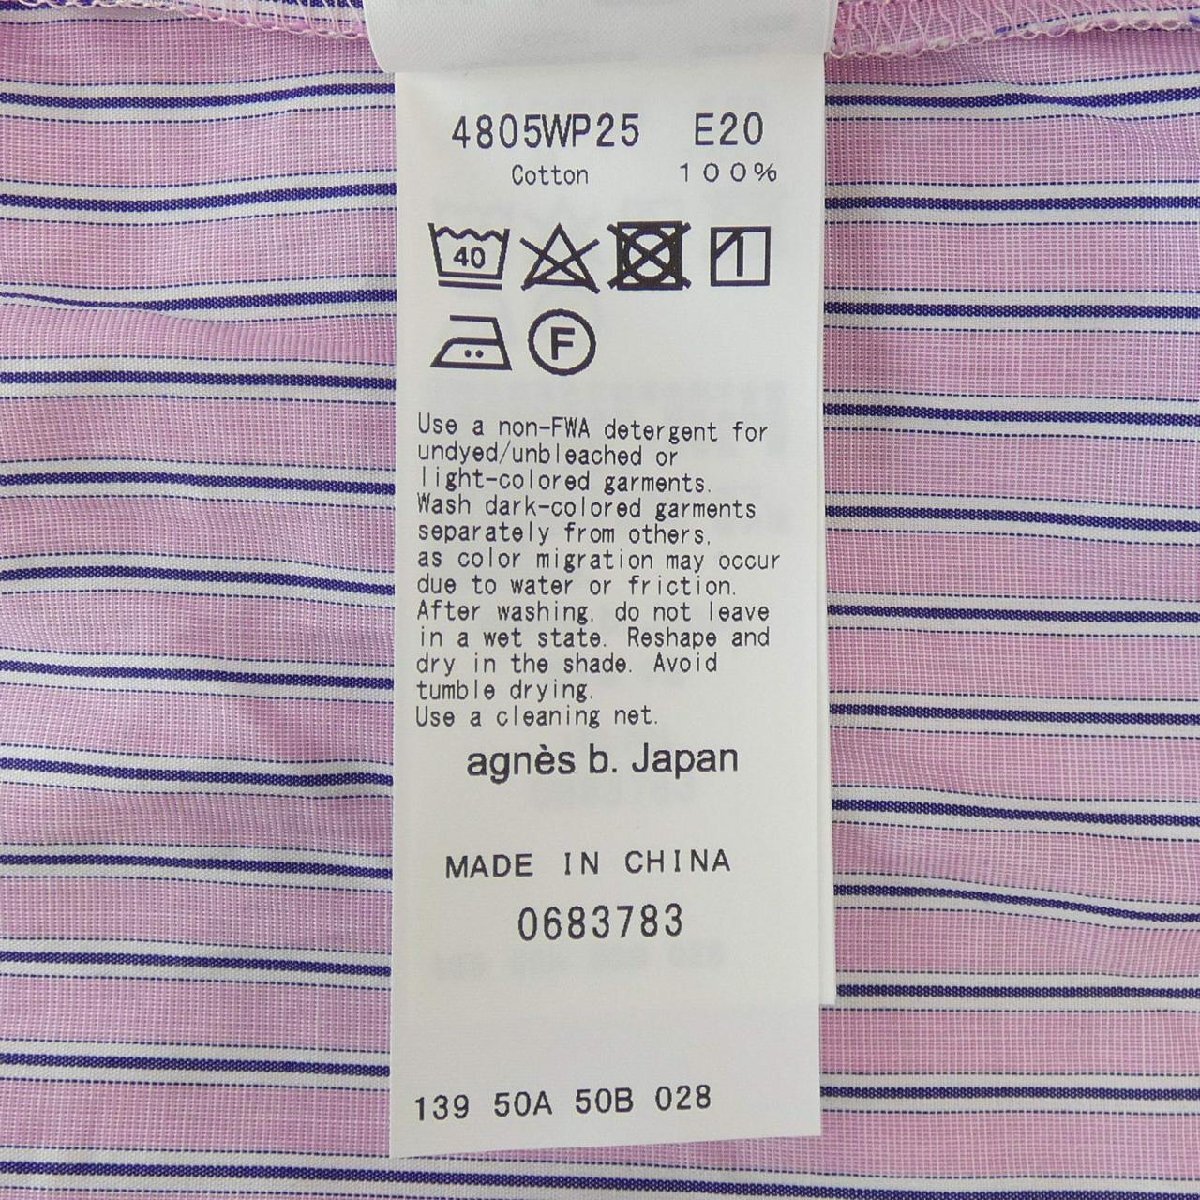 4805WP25 E20
Cotton 100%
40
F
Use a non-FWA detergent for
undyed/unbleached or
light-colored garments.
Wash dark-colored garments
separately from others,
as color migration may occur
due to water or friction.
After washing, do not leave
in a wet state. Reshape and
dry in the shade. Avoid
tumble drying.
Use a cleaning net.
agnès b. Japan
MADE IN CHINA
0683783
139 50A 50B 028